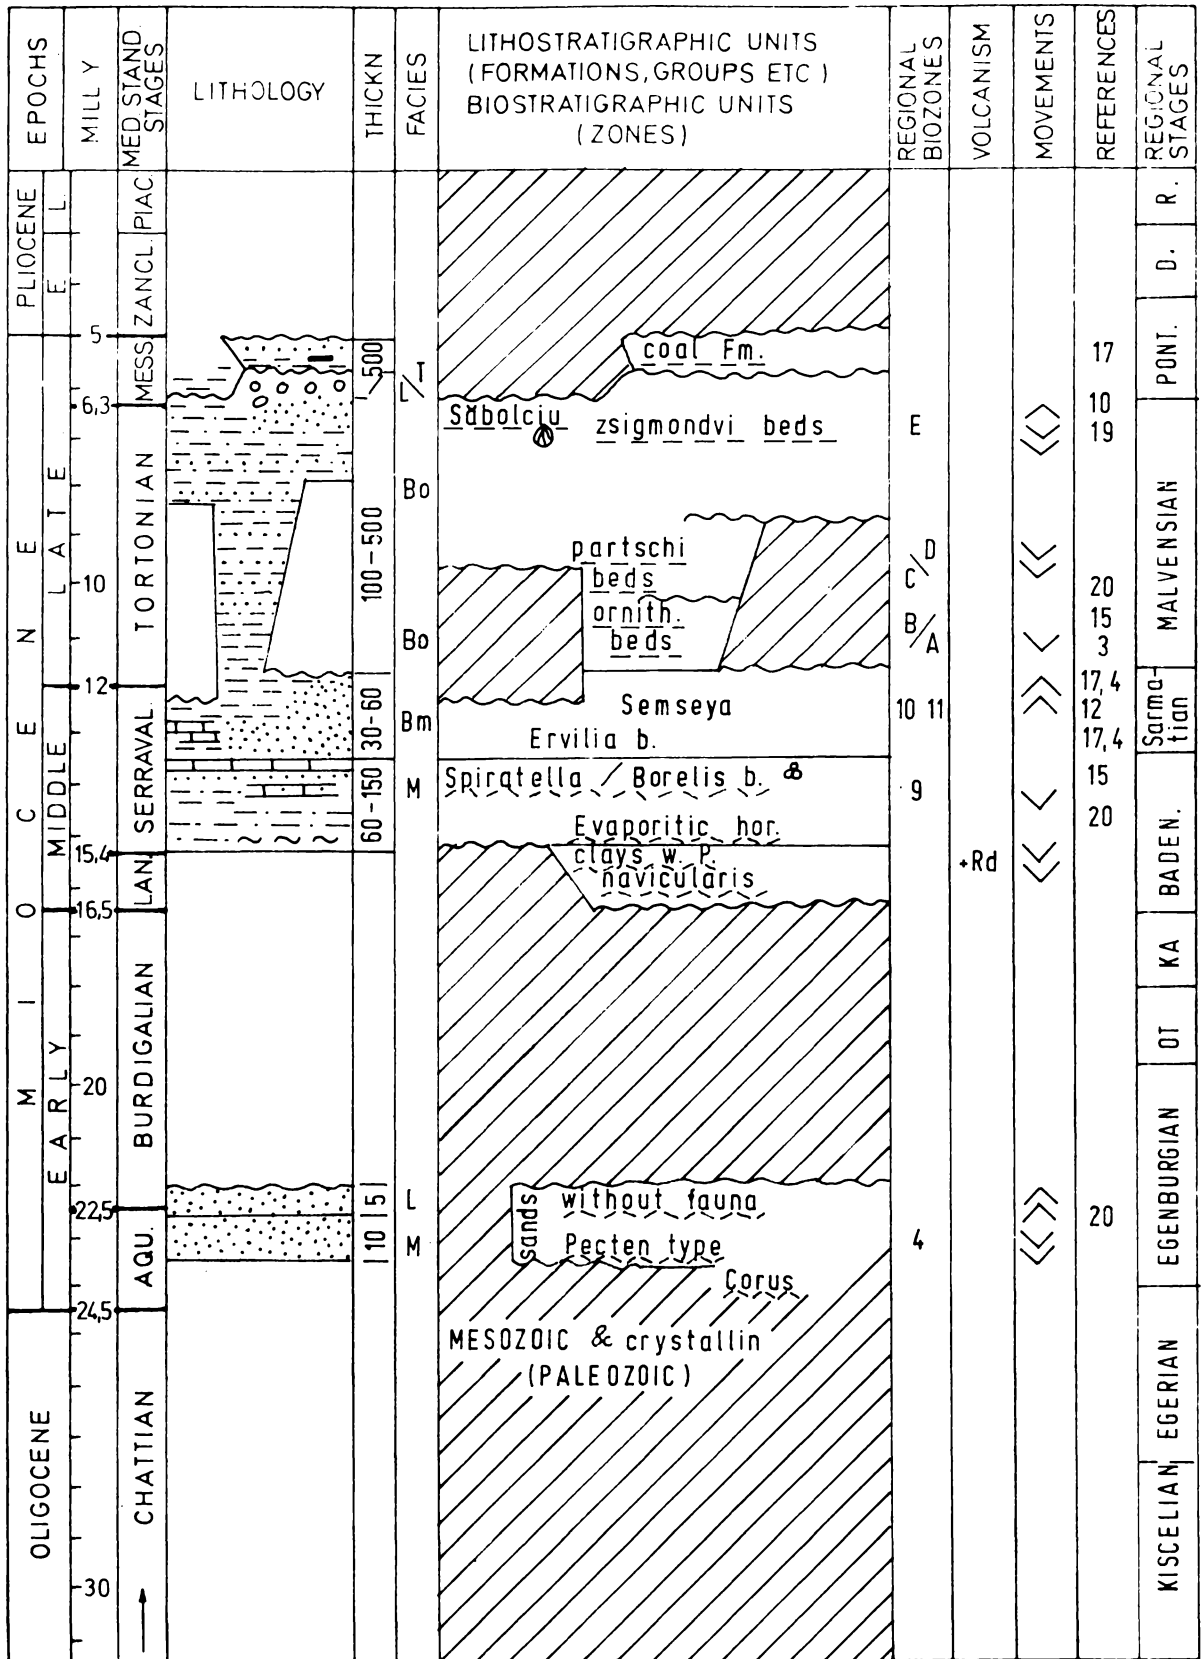 EPOCHS
MILL Y
MED. STAND. STAGES
LITHOLOGY
THICKN
FACIES
LITHOSTRATIGRAPHIC UNITS
(FORMATIONS, GROUPS ETC)
BIOSTRATIGRAPHIC UNITS
(ZONES)
REGIONAL BIOZONES
VOLCANISM
MOVEMENTS
REFERENCES
REGIONAL STAGES
PLIOCENE
E L.
MIOCENE
LATE
MIDDLE
EARLY
OLIGOCENE
5
6,3
10
12
15,4
16,5
20
22,5
24,5
30
PIAC.
ZANCL.
MESS.
TORTONIAN
SERRAVAL.
LAN.
BURDIGALIAN
AQU.
CHATTIAN
500
100-500
30-60
60-150
5
10
L T
Bo
Bo
Bm
M
L
M
coal Fm.
Săbolciu zsigmondvi beds
partschi
beds
ornith.
beds
Semseya
Ervilia b.
Spiratella / Borelis b.
Evaporitic hor.
clays w. P.
navicularis
sands
without fauna
Pecten type
Corus
MESOZOIC & crystallin
(PALEOZOIC)
E
C/D
B/A
10 11
9
4
+Rd
17
10
19
20
15
3
17,4
12
17,4
15
20
20
R.
D.
PONT.
MALVENSIAN
Sarma-
tian
BADEN.
KA
OT
EGENBURGIAN
EGERIAN
KISCELIAN